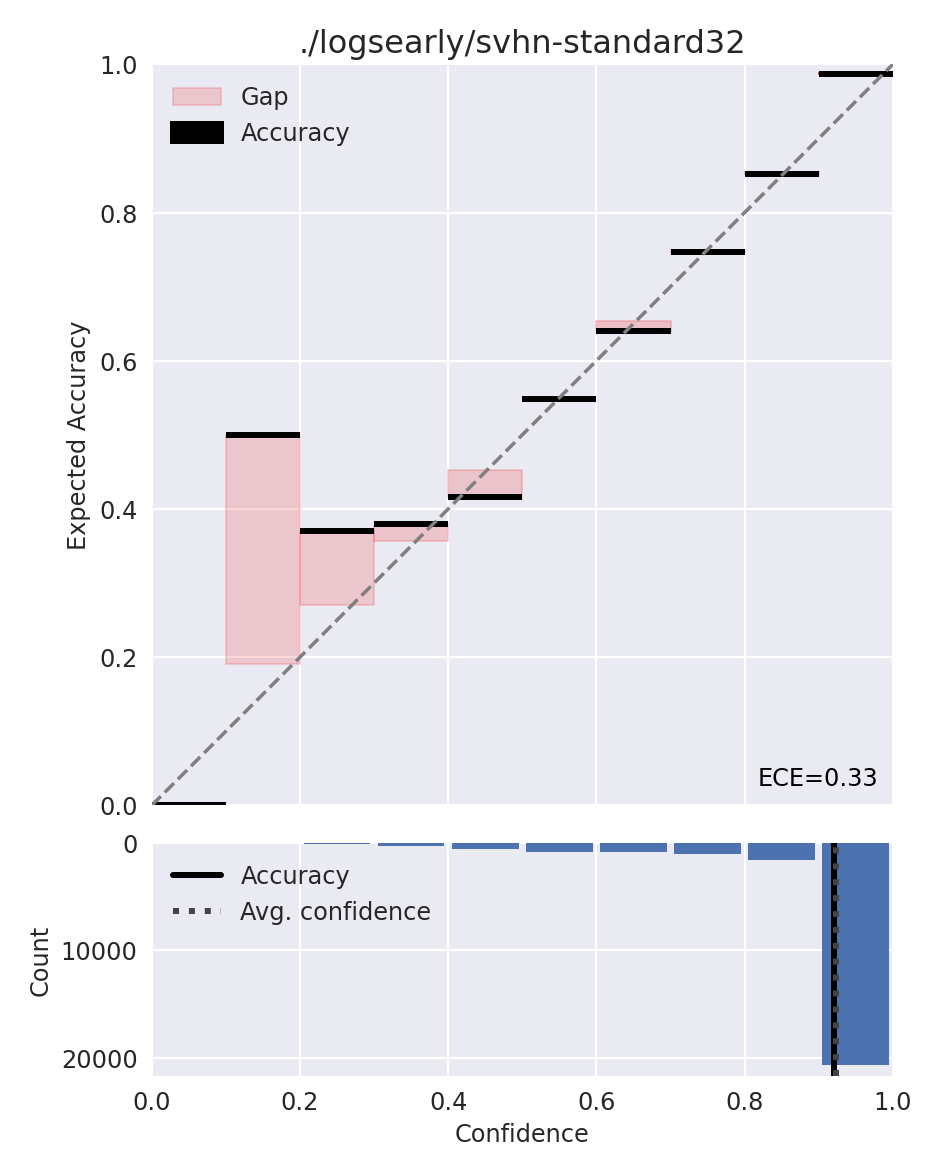 ./logsearly/svhn-standard32
1.0
0.8
0.6
0.4
0.2
0.0
Expected Accuracy
Gap
Accuracy
ECE=0.33
0
10000
20000
Count
Accuracy
Avg. confidence
0.0 0.2 0.4 0.6 0.8 1.0
Confidence